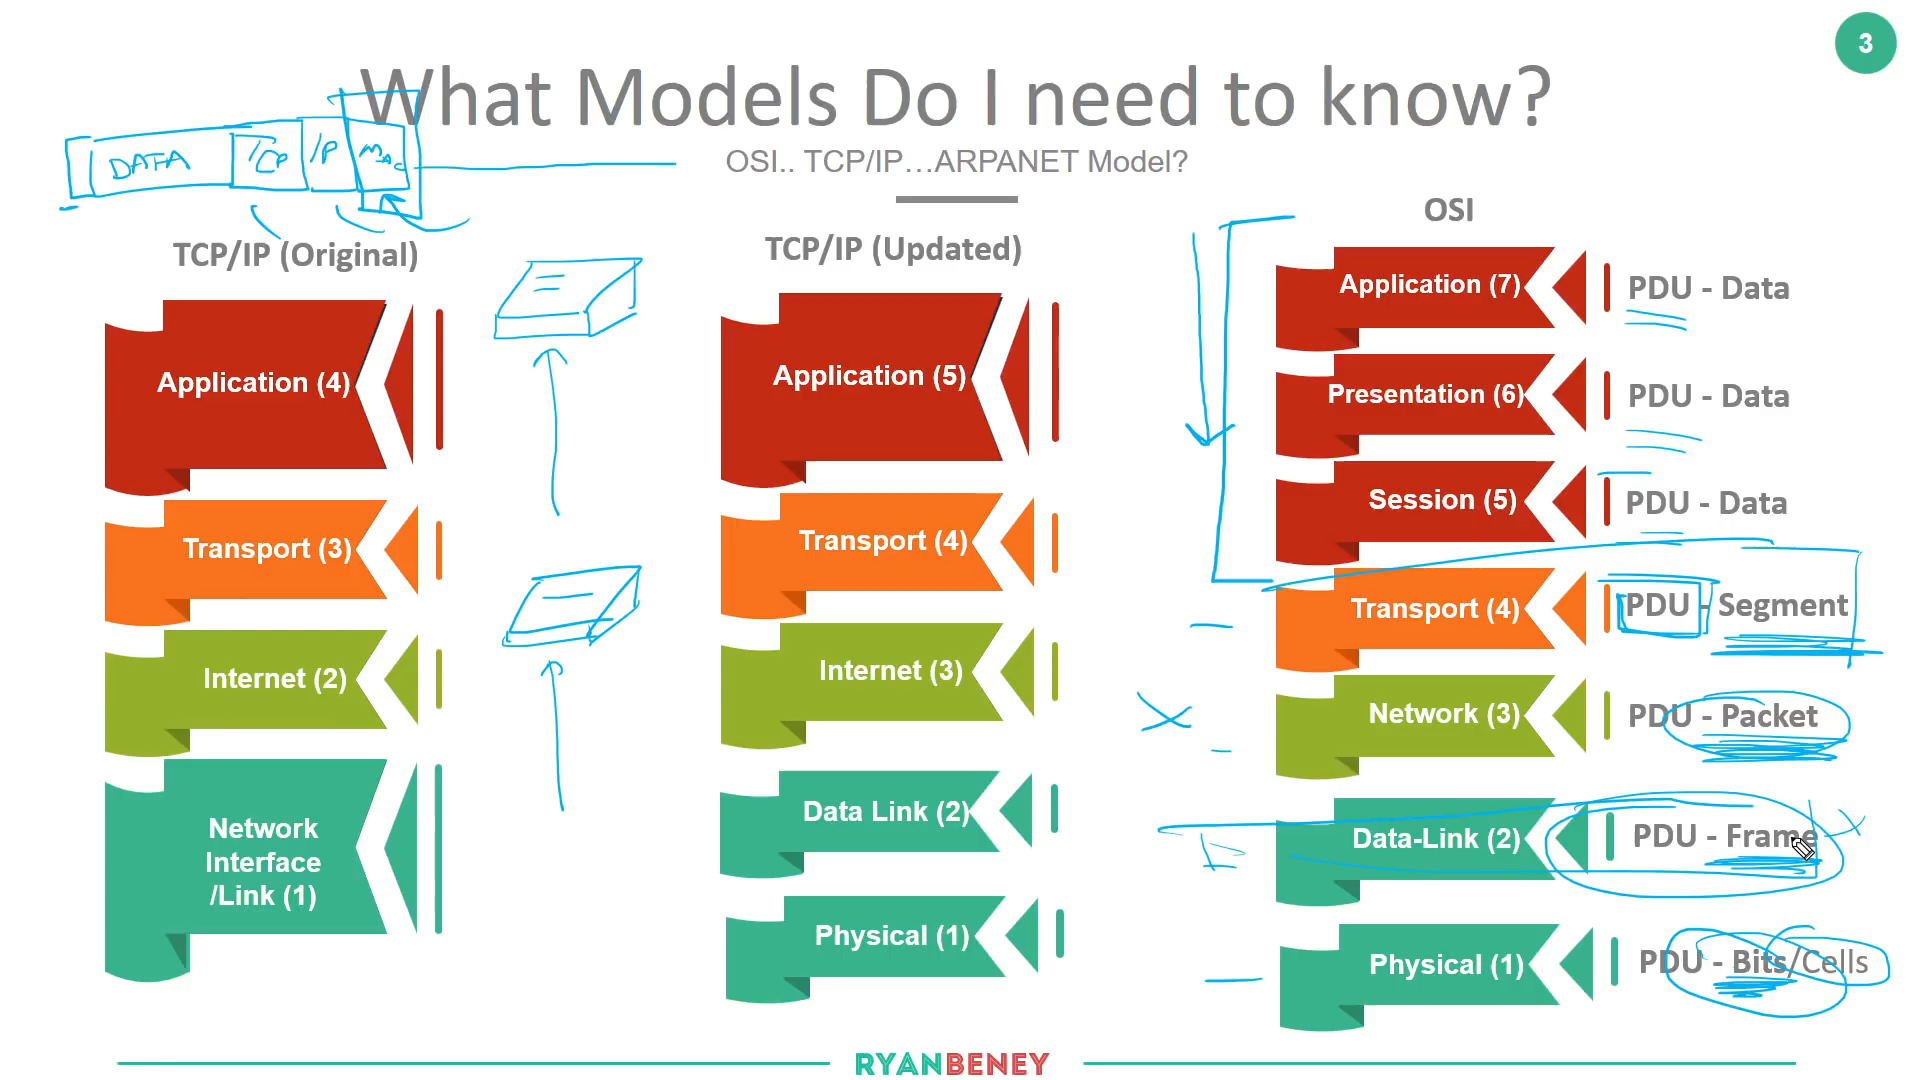 3
What Models Do I need to know?
OSI.. TCP/IP...ARPANET Model?
DATA TCP IP MAC
TCP/IP (Original)
Application (4)
Transport (3)
Internet (2)
Network
Interface
/Link (1)
TCP/IP (Updated)
Application (5)
Transport (4)
Internet (3)
Data Link (2)
Physical (1)
OSI
Application (7) PDU - Data
Presentation (6) PDU - Data
Session (5) PDU - Data
Transport (4) PDU - Segment
Network (3) PDU - Packet
Data-Link (2) PDU - Frame
Physical (1) PDU - Bits/Cells
RYANBENEY